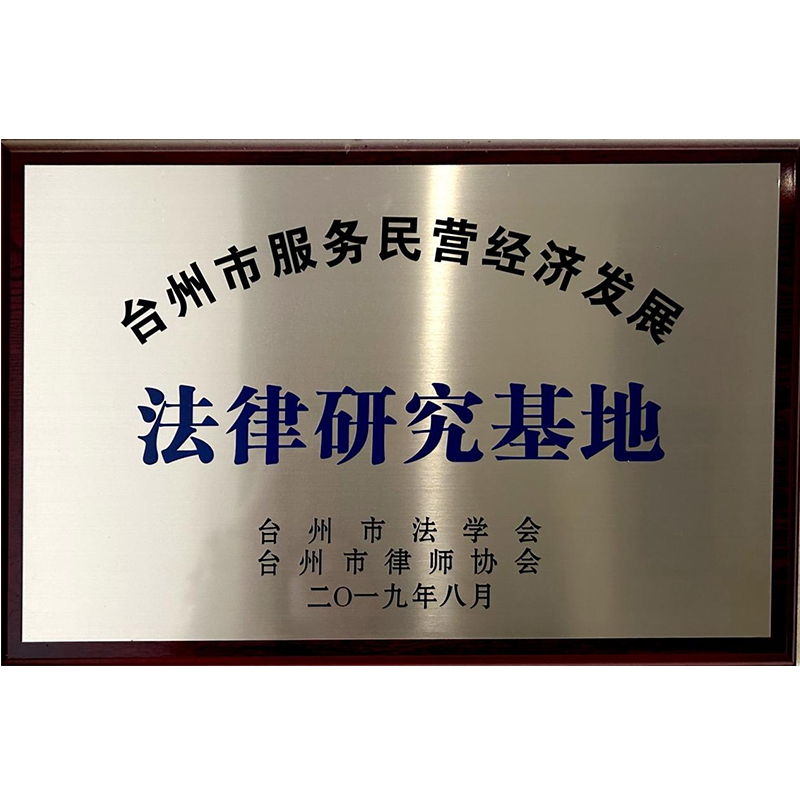 台州市服务民营经济发展
法律研究基地
台州市法学会
台州市律师协会
二〇一九年八月